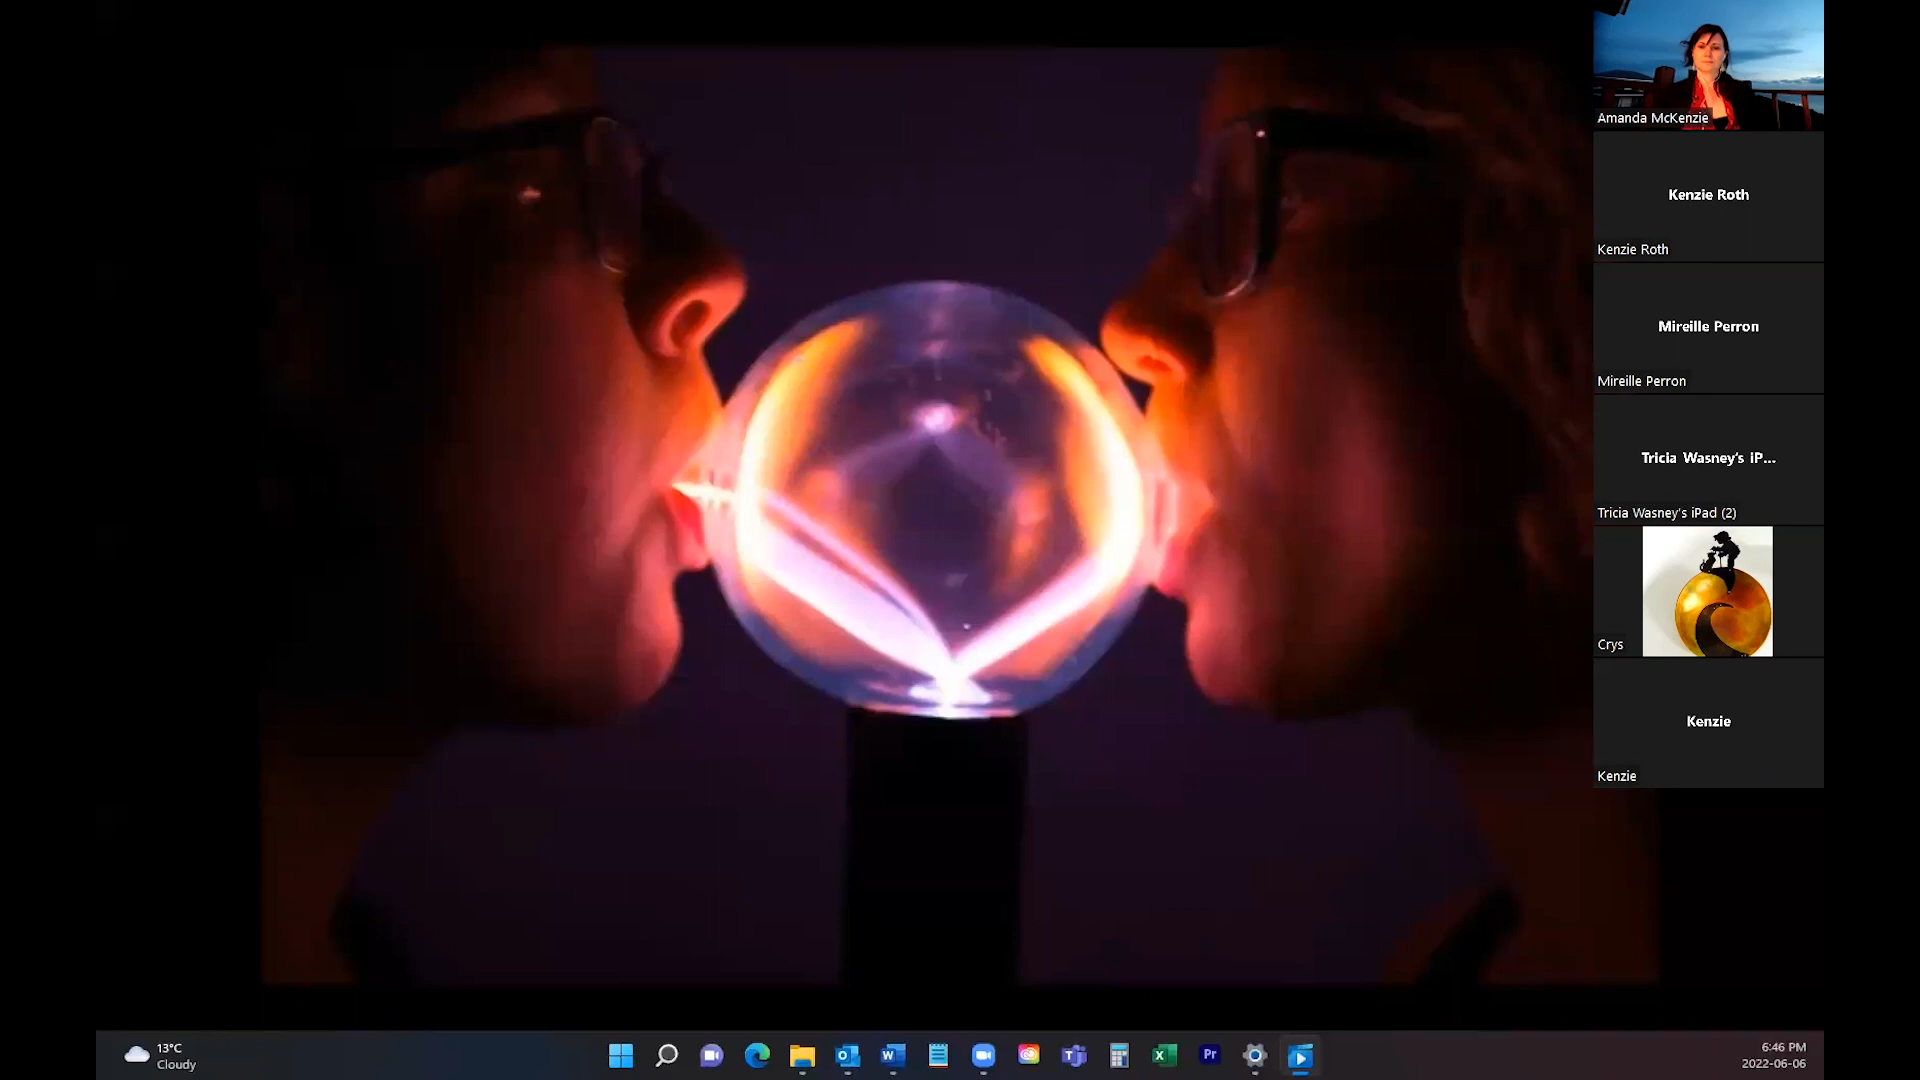 Amanda McKenzie
Kenzie Roth
Kenzie Roth
Mireille Perron
Mireille Perron
Tricia Wasney's iP...
Tricia Wasney's iPad (2)
Crys
Kenzie
Kenzie
13°C
Cloudy
6:46 PM
2022-06-06